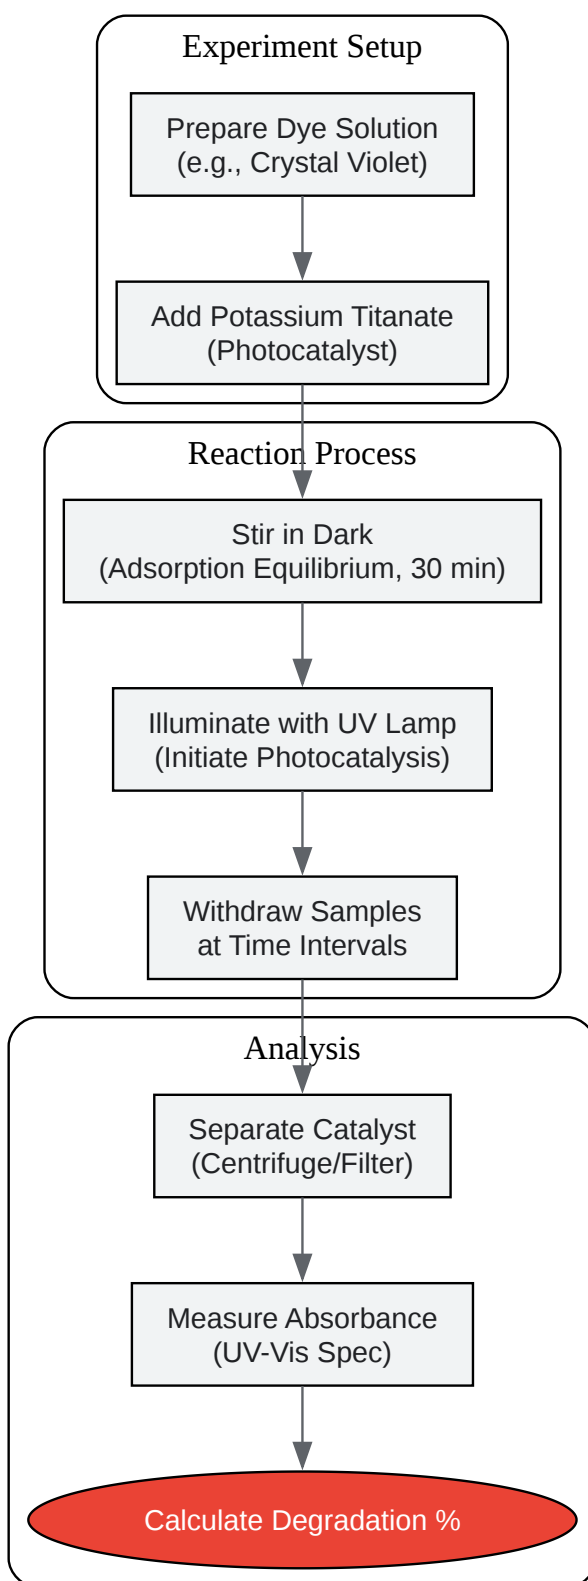 Experiment Setup
Prepare Dye Solution
(e.g., Crystal Violet)
Add Potassium Titanate
(Photocatalyst)
Reaction Process
Stir in Dark
(Adsorption Equilibrium, 30 min)
Illuminate with UV Lamp
(Initiate Photocatalysis)
Withdraw Samples
at Time Intervals
Analysis
Separate Catalyst
(Centrifuge/Filter)
Measure Absorbance
(UV-Vis Spec)
Calculate Degradation %